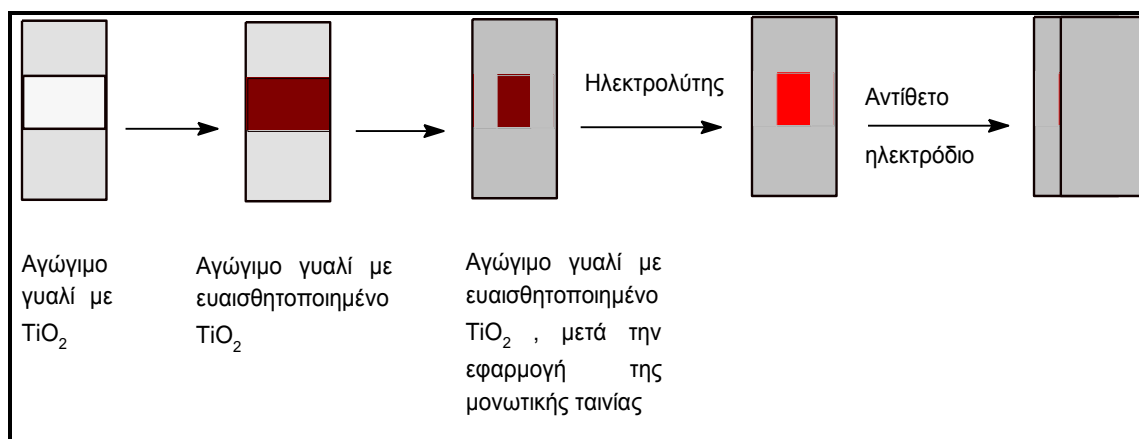 Ηλεκτρολύτης
Αντίθετο
ηλεκτρόδιο
Αγώγιμο
γυαλί με
TiO2
Αγώγιμο γυαλί με
ευαισθητοποιημένο
TiO2
Αγώγιμο γυαλί με
ευαισθητοποιημένο
TiO2 , μετά την
εφαρμογή της
μονωτικής ταινίας